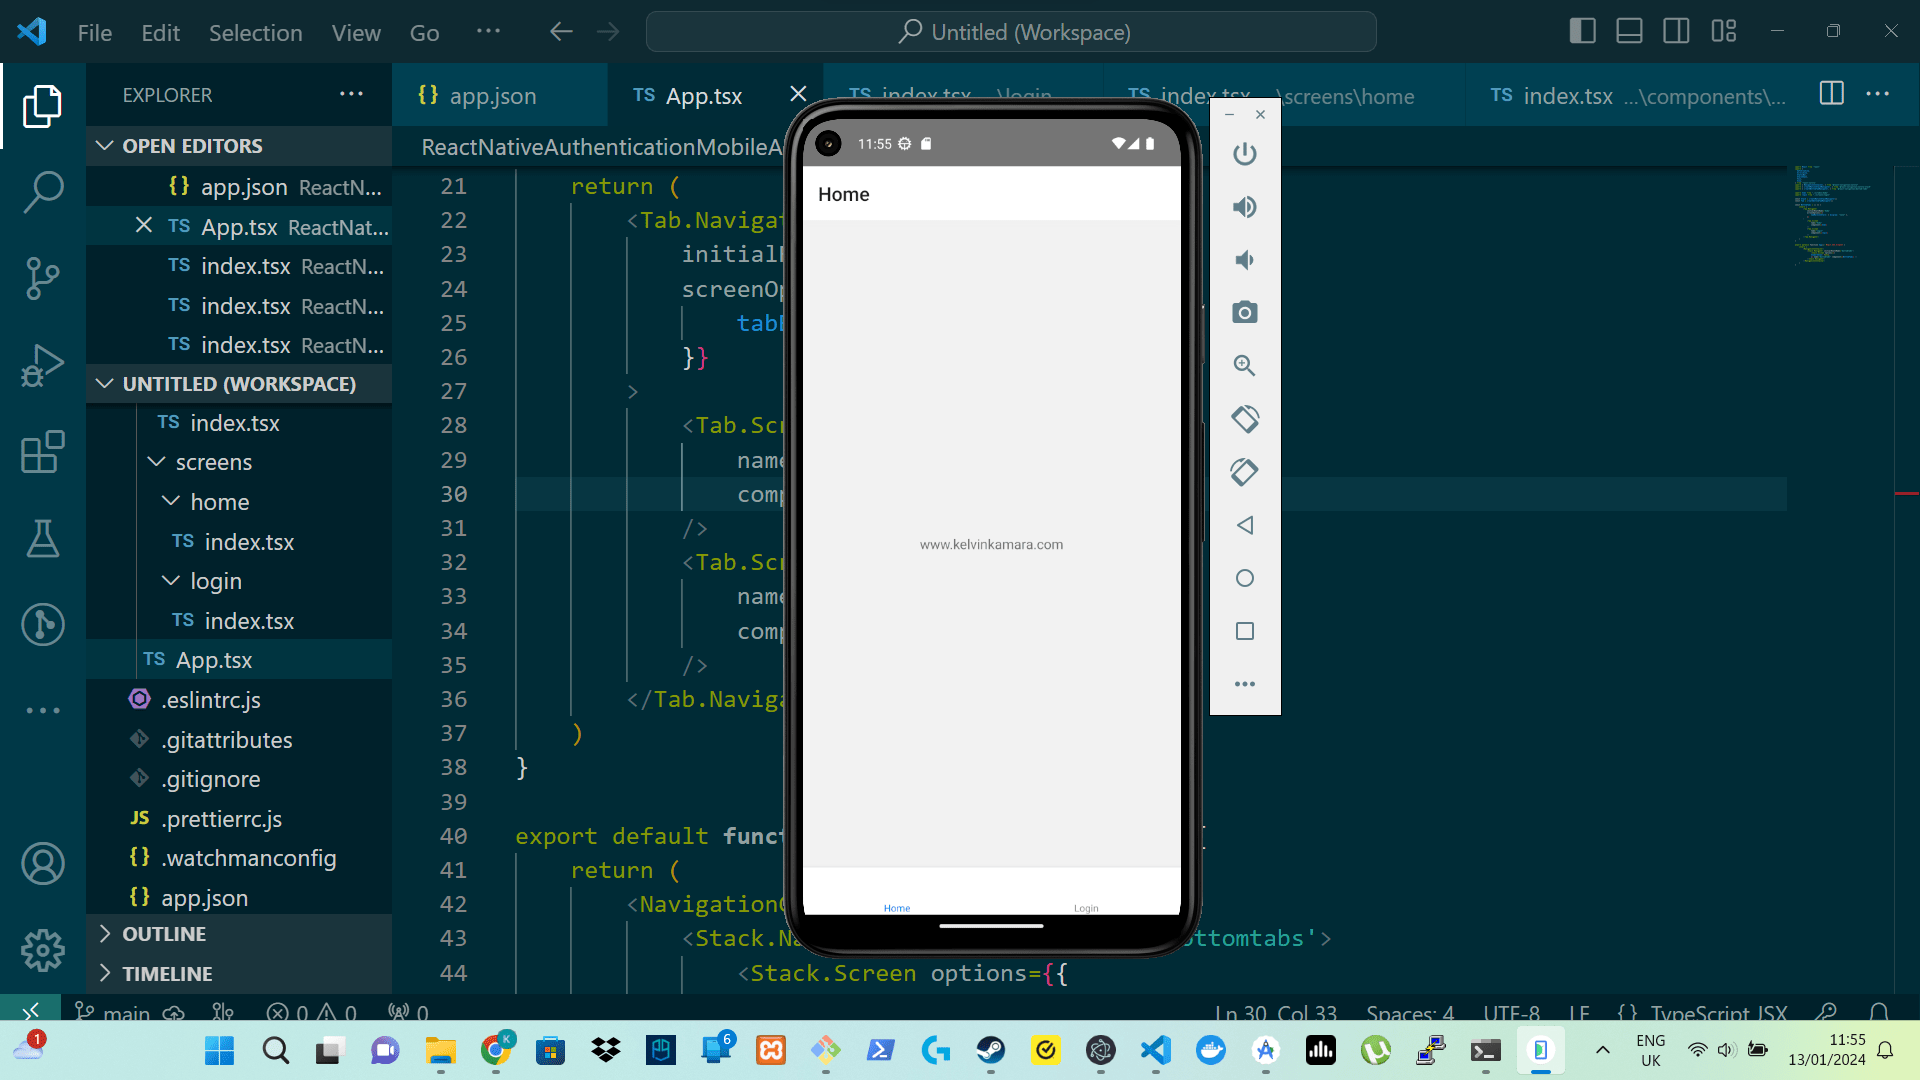 File Edit Selection View Go ··· Untitled (Workspace)
EXPLORER ···
OPEN EDITORS
{} app.json ReactN...
TS App.tsx ReactNat...
TS index.tsx ReactN...
TS index.tsx ReactN...
TS index.tsx ReactN...
UNTITLED (WORKSPACE)
TS index.tsx
screens
home
TS index.tsx
login
TS index.tsx
TS App.tsx
.eslintrc.js
.gitattributes
.gitignore
JS .prettierrc.js
{} .watchmanconfig
{} app.json
OUTLINE
TIMELINE
{} app.json TS App.tsx TS index.tsx ..\login TS index.tsx ..\screens\home TS index.tsx ...\components\...
ReactNativeAuthenticationMobileA
21 return (
22 <Tab.Navigat
23 initial
24 screenO
25 tab
26 }}
27 >
28 <Tab.Scr
29 name
30 comp
31 />
32 <Tab.Scr
33 name
34 comp
35 />
36 </Tab.Naviga
37 )
38 }
39
40 export default funct {
41 return (
42 <Navigation
43 <Stack.Na ottomtabs'>
44 <Stack.Screen options={{
11:55
Home
www.kelvinkamara.com
Home Login
main 0 0 0 Ln 30, Col 33 Spaces: 4 UTF-8 LF {} TypeScript JSX
1 K 6 ENG UK 11:55 13/01/2024